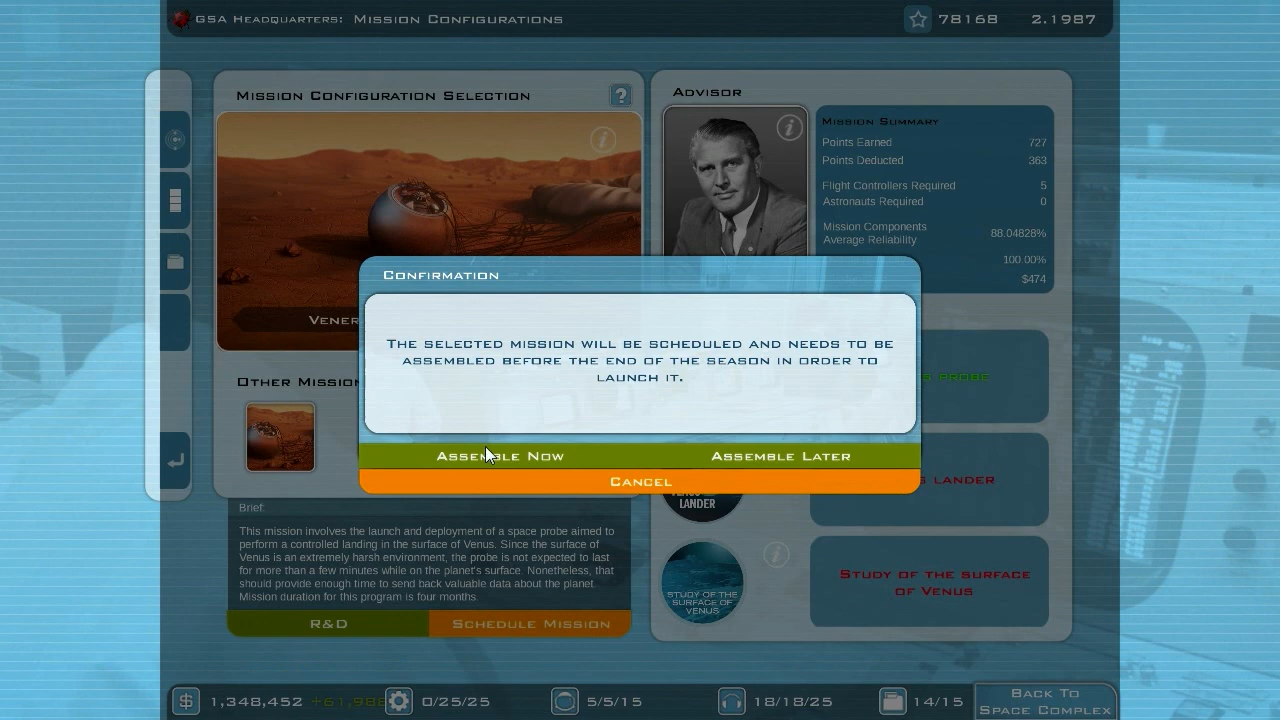 GSA Headquarters: Mission Configurations
78168
2.1987
Mission Configuration Selection
?
Advisor
Mission Summary
Points Earned 727
Points Deducted 363
Flight Controllers Required 5
Astronauts Required 0
Mission Components
Average Reliability 88.04828%
100.00%
$474
Vener
Other Mission
Confirmation
The selected mission will be scheduled and needs to be
assembled before the end of the season in order to
launch it.
Assemble Now
Assemble Later
Cancel
s probe
s lander
LANDER
Study of the surface
of Venus
STUDY OF THE
SURFACE OF
VENUS
Brief:
This mission involves the launch and deployment of a space probe aimed to
perform a controlled landing in the surface of Venus. Since the surface of
Venus is an extremely harsh environment, the probe is not expected to last
for more than a few minutes while on the planet's surface. Nonetheless, that
should provide enough time to send back valuable data about the planet.
Mission duration for this program is four months.
R&D
Schedule Mission
$ 1,348,452 +61,988
0/25/25
5/5/15
18/18/25
14/15
Back To
Space Complex